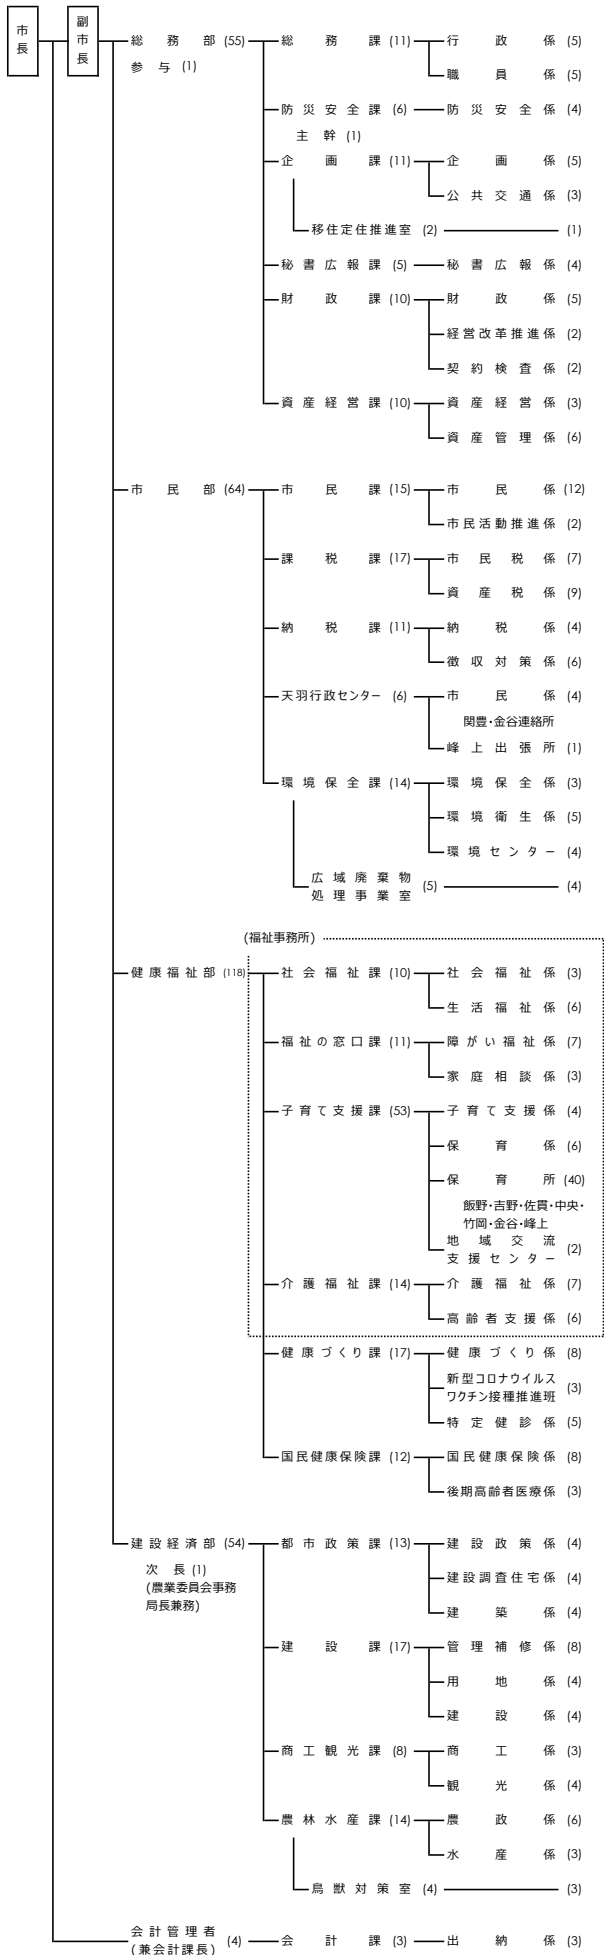 市長
副市長
総務部 (55) 総務課 (11) 行政係 (5)
参与 (1)
職員係 (5)
防災安全課 (6) 防災安全係 (4)
主幹 (1)
企画課 (11) 企画係 (5)
公共交通係 (3)
移住定住推進室 (2) (1)
秘書広報課 (5) 秘書広報係 (4)
財政課 (10) 財政係 (5)
経営改革推進係 (2)
契約検査係 (2)
資産経営課 (10) 資産経営係 (3)
資産管理係 (6)
市民部 (64) 市民課 (15) 市民係 (12)
市民活動推進係 (2)
課税課 (17) 市民税係 (7)
資産税係 (9)
納税課 (11) 納税係 (4)
徴収対策係 (6)
天羽行政センター (6) 市民係 (4)
関豊・金谷連絡所
峰上出張所 (1)
環境保全課 (14) 環境保全係 (3)
環境衛生係 (5)
環境センター (4)
広域廃棄物
処理事業室 (5) (4)
(福祉事務所)
健康福祉部 (118) 社会福祉課 (10) 社会福祉係 (3)
生活福祉係 (6)
福祉の窓口課 (11) 障がい福祉係 (7)
家庭相談係 (3)
子育て支援課 (53) 子育て支援係 (4)
保育係 (6)
保育所 (40)
飯野・吉野・佐貫・中央・
竹岡・金谷・峰上
地域交流
支援センター (2)
介護福祉課 (14) 介護福祉係 (7)
高齢者支援係 (6)
健康づくり課 (17) 健康づくり係 (8)
新型コロナウイルス
ワクチン接種推進班 (3)
特定健診係 (5)
国民健康保険課 (12) 国民健康保険係 (8)
後期高齢者医療係 (3)
建設経済部 (54) 都市政策課 (13) 建設政策係 (4)
次長 (1)
(農業委員会事務
局長兼務)
建設調査住宅係 (4)
建築係 (4)
建設課 (17) 管理補修係 (8)
用地係 (4)
建設係 (4)
商工観光課 (8) 商工係 (3)
観光係 (4)
農林水産課 (14) 農政係 (6)
水産係 (3)
鳥獣対策室 (4) (3)
会計管理者
(兼会計課長) (4) 会計課 (3) 出納係 (3)